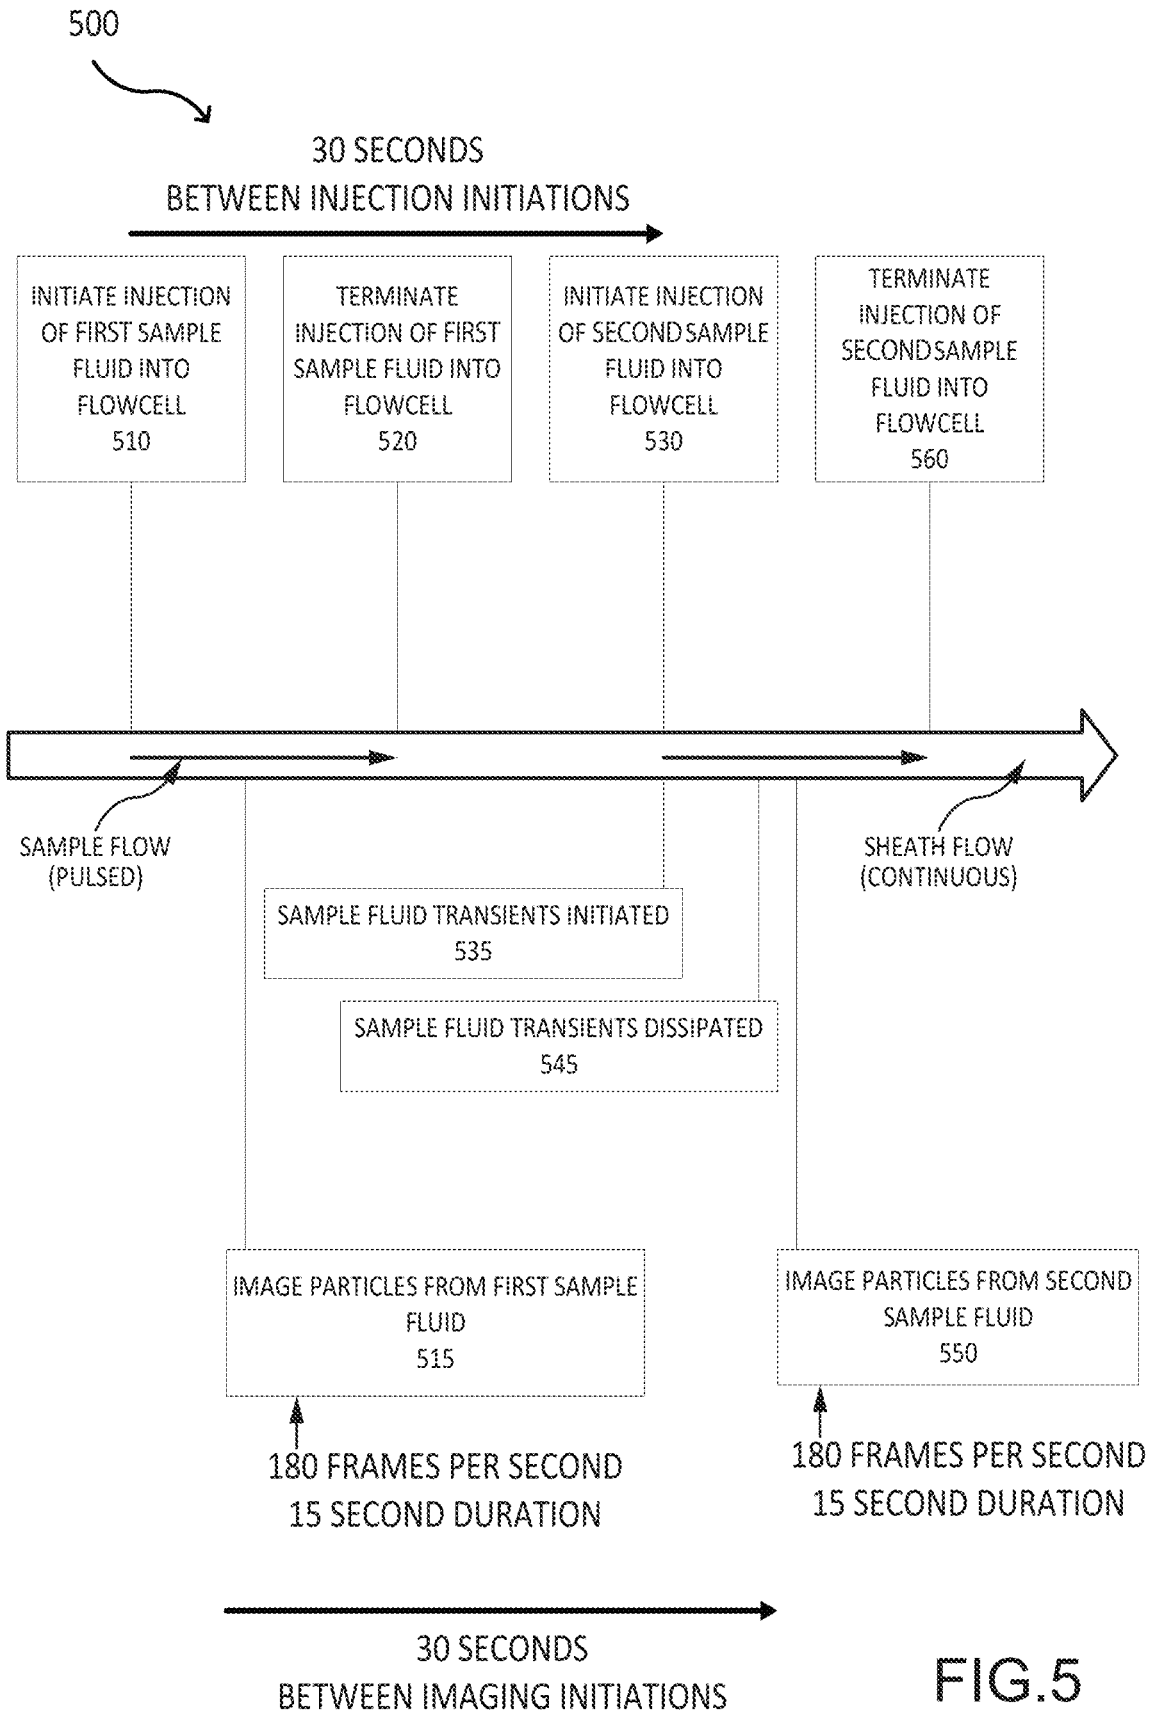 500
30 SECONDS
BETWEEN INJECTION INITIATIONS
INITIATE INJECTION
OF FIRST SAMPLE
FLUID INTO
FLOWCELL
510
TERMINATE
INJECTION OF FIRST
SAMPLE FLUID INTO
FLOWCELL
520
INITIATE INJECTION
OF SECOND SAMPLE
FLUID INTO
FLOWCELL
530
TERMINATE
INJECTION OF
SECOND SAMPLE
FLUID INTO
FLOWCELL
560
SAMPLE FLOW
(PULSED)
SHEATH FLOW
(CONTINUOUS)
SAMPLE FLUID TRANSIENTS INITIATED
535
SAMPLE FLUID TRANSIENTS DISSIPATED
545
IMAGE PARTICLES FROM FIRST SAMPLE
FLUID
515
IMAGE PARTICLES FROM SECOND
SAMPLE FLUID
550
180 FRAMES PER SECOND
15 SECOND DURATION
180 FRAMES PER SECOND
15 SECOND DURATION
30 SECONDS
BETWEEN IMAGING INITIATIONS
FIG.5